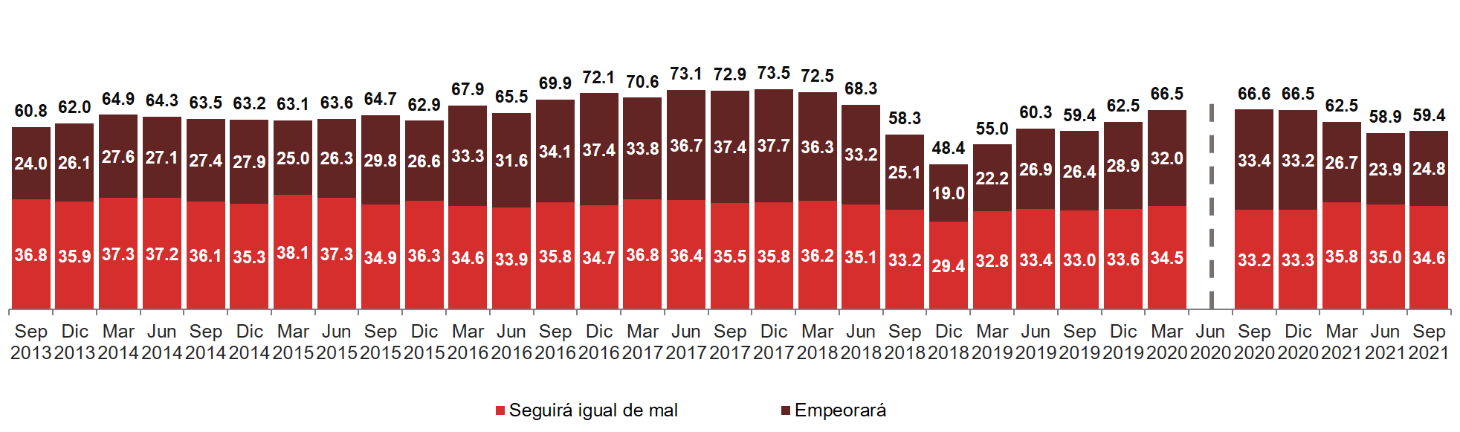 60.8 62.0 64.9 64.3 63.5 63.2 63.1 63.6 64.7 62.9 67.9 65.5 69.9 72.1 70.6 73.1 72.9 73.5 72.5 68.3 58.3 48.4 55.0 60.3 59.4 62.5 66.5 66.6 66.5 62.5 58.9 59.4
24.0 26.1 27.6 27.1 27.4 27.9 25.0 26.3 29.8 26.6 33.3 31.6 34.1 37.4 33.8 36.7 37.4 37.7 36.3 33.2 25.1 19.0 22.2 26.9 26.4 28.9 32.0 33.4 33.2 26.7 23.9 24.8
36.8 35.9 37.3 37.2 36.1 35.3 38.1 37.3 34.9 36.3 34.6 33.9 35.8 34.7 36.8 36.4 35.5 35.8 36.2 35.1 33.2 29.4 32.8 33.4 33.0 33.6 34.5 33.2 33.3 35.8 35.0 34.6
Sep Dic Mar Jun Sep Dic Mar Jun Sep Dic Mar Jun Sep Dic Mar Jun Sep Dic Mar Jun Sep Dic Mar Jun Sep Dic Mar Jun Sep Dic Mar Jun Sep
2013 2013 2014 2014 2014 2014 2015 2015 2015 2015 2016 2016 2016 2016 2017 2017 2017 2017 2018 2018 2018 2018 2019 2019 2019 2019 2020 2020 2020 2020 2021 2021 2021
Seguirá igual de mal Empeorará